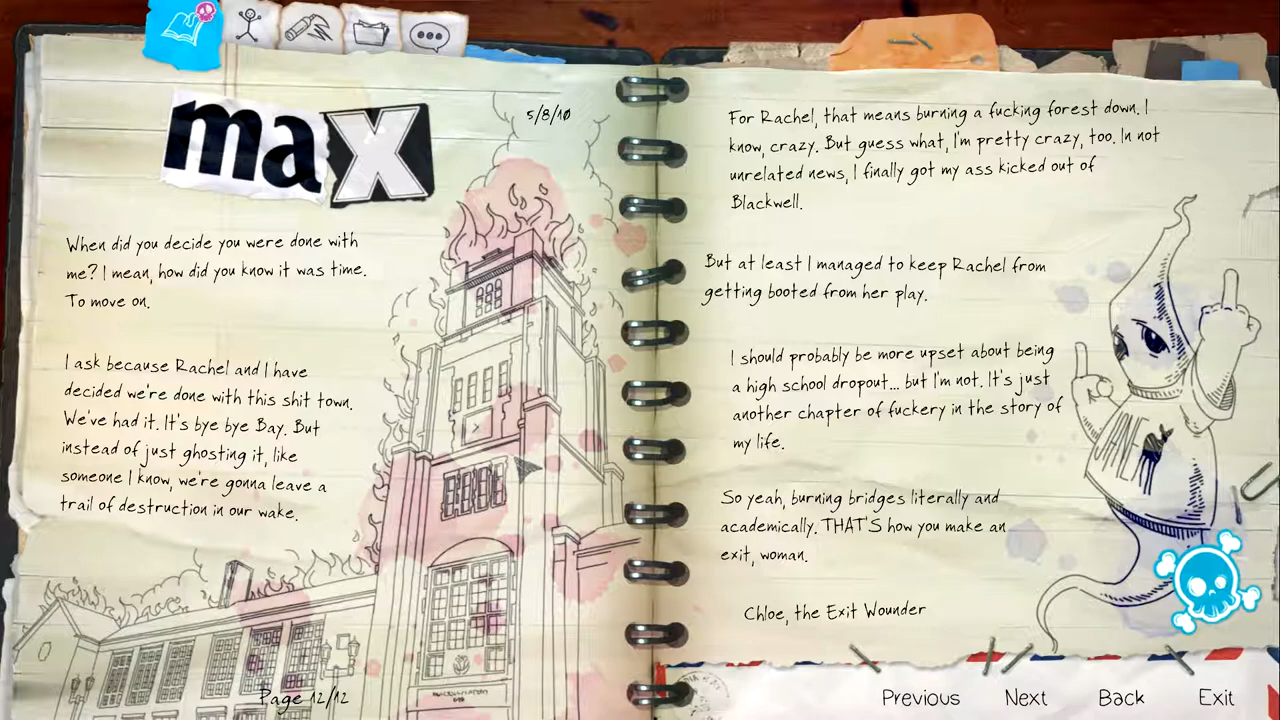 max
5/8/10
When did you decide you were done with
me? I mean, how did you know it was time.
To move on.
I ask because Rachel and I have
decided we're done with this shit town.
We've had it. It's bye bye Bay. But
instead of just ghosting it, like
someone I know, we're gonna leave a
trail of destruction in our wake.
Page 12/12
For Rachel, that means burning a fucking forest down. I
know, crazy. But guess what, I'm pretty crazy, too. In not
unrelated news, I finally got my ass kicked out of
Blackwell.
But at least I managed to keep Rachel from
getting booted from her play.
I should probably be more upset about being
a high school dropout... but I'm not. It's just
another chapter of fuckery in the story of
my life.
So yeah, burning bridges literally and
academically. THAT'S how you make an
exit, woman.
Chloe, the Exit Wounder
Previous Next Back Exit